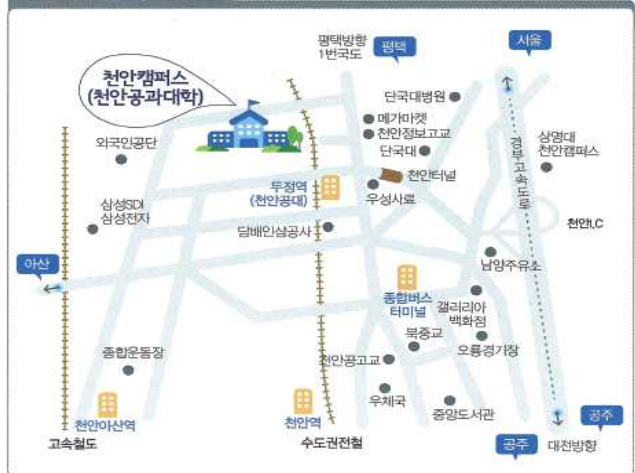 평택방향
1번국도
평택
서울
천안캠퍼스
(천안공과대학)
단국대병원
메가마켓
천안정보고교
단국대
외국인공단
경부고속도로
상명대
천안캠퍼스
천안터널
두정역
(천안공대)
우성사료
삼성SDI
삼성전자
담배인삼공사
천안I.C
아산
남양주유소
종합버스
터미널
갤러리아
백화점
북중교
오룡경기장
종합운동장
천안공고교
우체국
중앙도서관
천안아산역
천안역
고속철도
수도권전철
공주
공주
대전방향